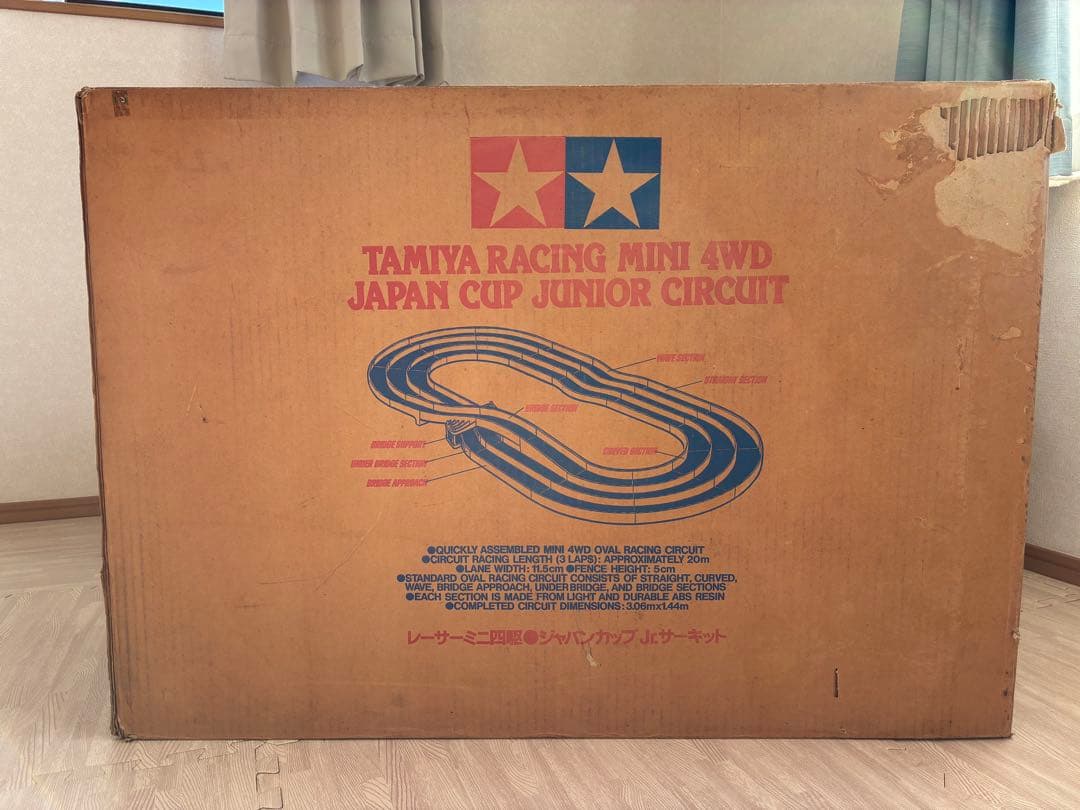 TAMIYA RACING MINI 4WD
JAPAN CUP JUNIOR CIRCUIT
WAVE SECTION
STRAIGHT SECTION
BRIDGE SECTION
BRIDGE SUPPORT
CURVED SECTION
UNDER BRIDGE SECTION
BRIDGE APPROACH
●QUICKLY ASSEMBLED MINI 4WD OVAL RACING CIRCUIT
●CIRCUIT RACING LENGTH (3 LAPS): APPROXIMATELY 20m
●LANE WIDTH: 11.5cm ●FENCE HEIGHT: 5cm
●STANDARD OVAL RACING CIRCUIT CONSISTS OF STRAIGHT, CURVED,
WAVE, BRIDGE APPROACH, UNDER BRIDGE, AND BRIDGE SECTIONS
●EACH SECTION IS MADE FROM LIGHT AND DURABLE ABS RESIN
●COMPLETED CIRCUIT DIMENSIONS: 3.06m×1.44m
レーサーミニ四駆●ジャパンカップ Jr.サーキット